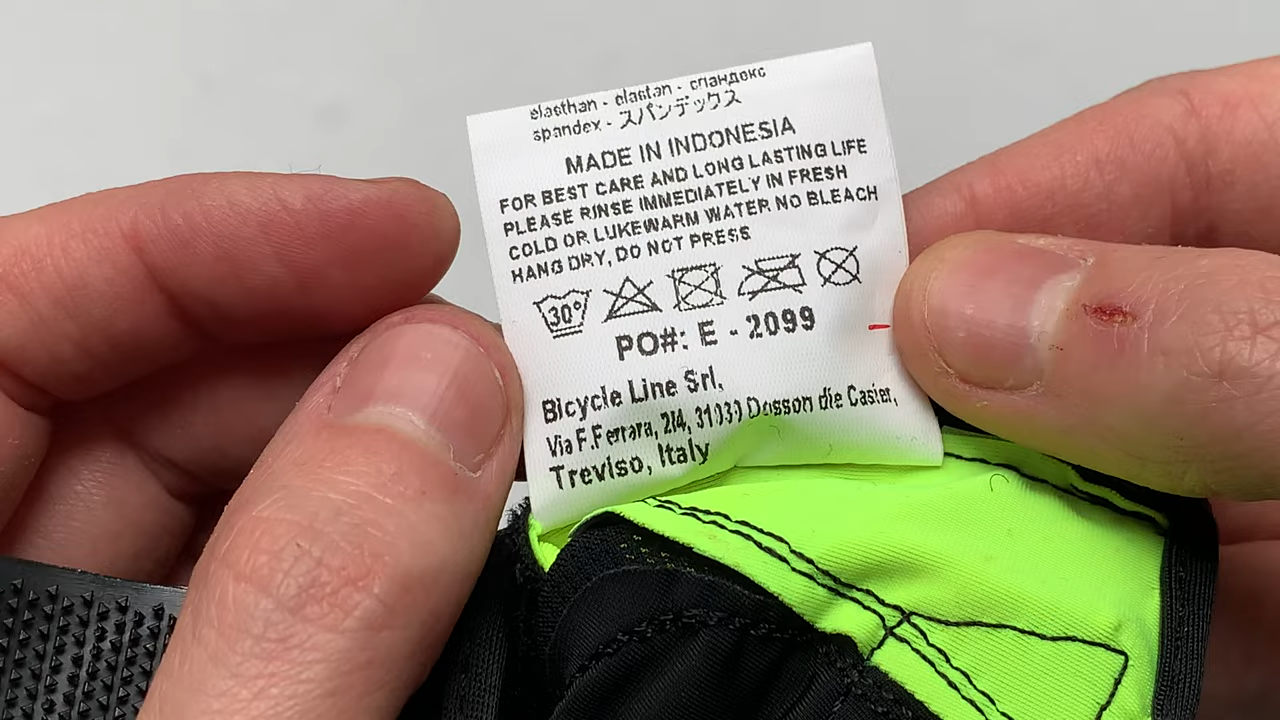 elasthan - elastan - спандекс
spandex - スパンデックス
MADE IN INDONESIA
FOR BEST CARE AND LONG LASTING LIFE
PLEASE RINSE IMMEDIATELY IN FRESH
COLD OR LUKEWARM WATER. NO BLEACH
HANG DRY, DO NOT PRESS
30°
PO#: E - 2099
Bicycle Line Srl,
Via F.Ferrara, 2/4, 31030 Dosson die Casier,
Treviso, Italy